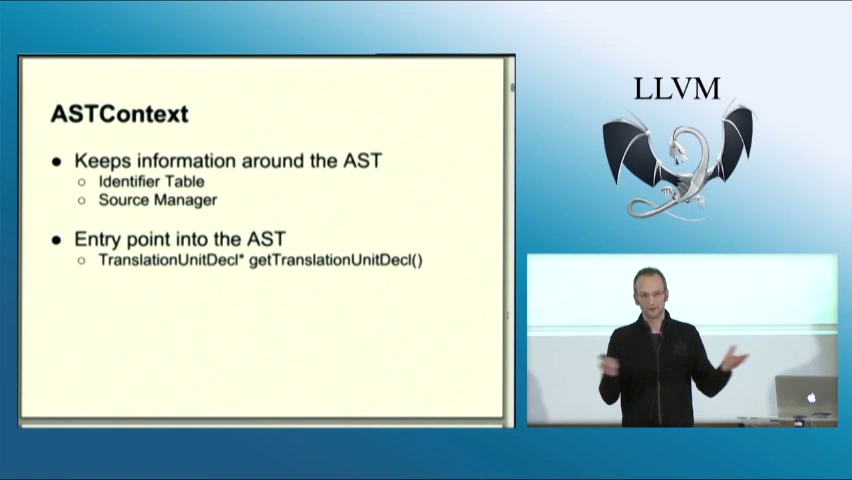 ASTContext
● Keeps information around the AST
○ Identifier Table
○ Source Manager
● Entry point into the AST
○ TranslationUnitDecl* getTranslationUnitDecl()
LLVM